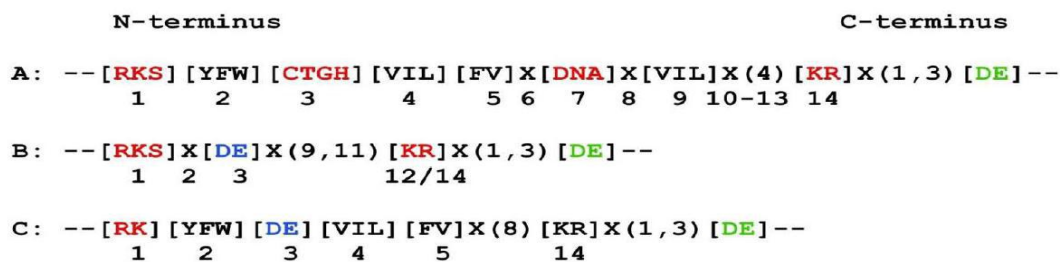 N-terminus C-terminus
A: --[RKS][YFW][CTGH][VIL][FV]X[DNA]X[VIL]X(4)[KR]X(1,3)[DE]--
1 2 3 4 5 6 7 8 9 10-13 14
B: --[RKS]X[DE]X(9,11)[KR]X(1,3)[DE]--
1 2 3 12/14
C: --[RK][YFW][DE][VIL][FV]X(8)[KR]X(1,3)[DE]--
1 2 3 4 5 14